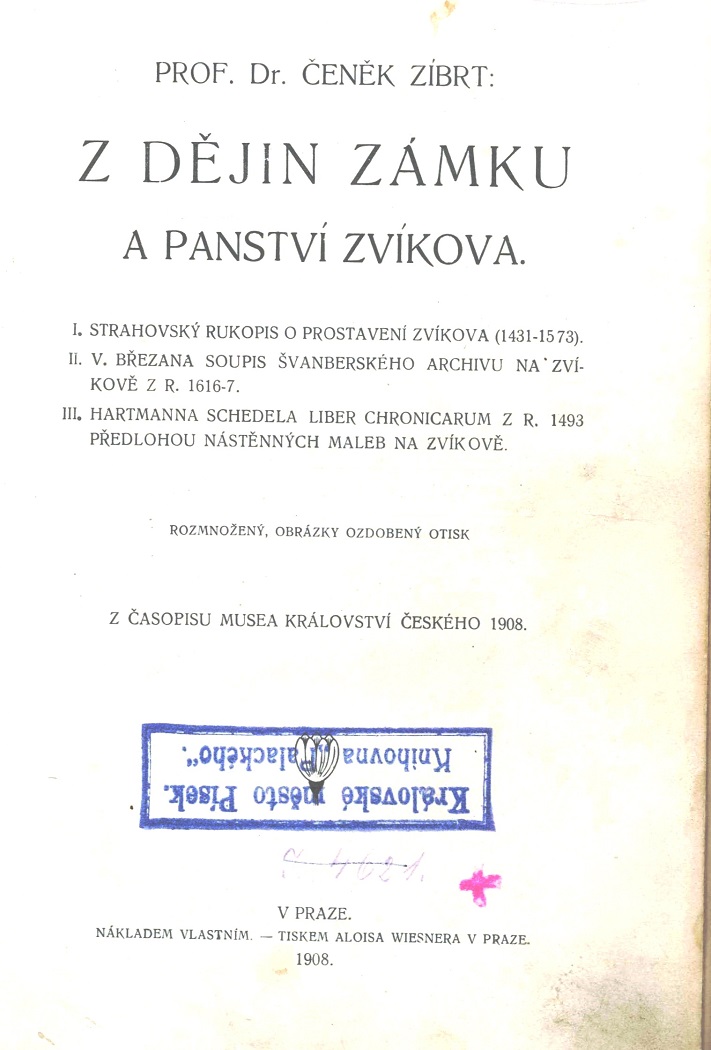 PROF. Dr. ČENĚK ZÍBRT:
Z DĚJIN ZÁMKU
A PANSTVÍ ZVÍKOVA.
I. STRAHOVSKÝ RUKOPIS O PROSTAVENÍ ZVÍKOVA (1431-1573).
II. V. BŘEZANA SOUPIS ŠVANBERSKÉHO ARCHIVU NA ZVÍ-
KOVĚ Z R. 1616-7.
III. HARTMANNA SCHEDELA LIBER CHRONICARUM Z R. 1493
PŘEDLOHOU NÁSTĚNNÝCH MALEB NA ZVÍKOVĚ.
ROZMNOŽENÝ, OBRÁZKY OZDOBENÝ OTISK
Z ČASOPISU MUSEA KRÁLOVSTVÍ ČESKÉHO 1908.
Královské město Písek.
Knihovna „Palackého".
4621.
V PRAZE.
NÁKLADEM VLASTNÍM. — TISKEM ALOISA WIESNERA V PRAZE.
1908.